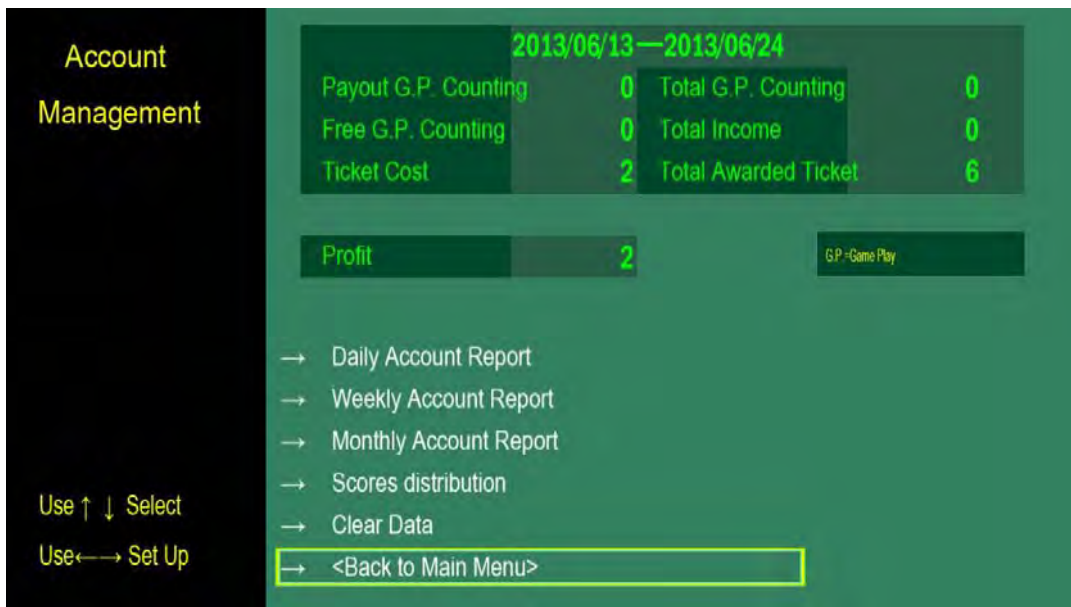 Account
Management
2013/06/13—2013/06/24
Payout G.P. Counting 0 Total G.P. Counting 0
Free G.P. Counting 0 Total Income 0
Ticket Cost 2 Total Awarded Ticket 6
Profit 2 G.P.=Game Play
→ Daily Account Report
→ Weekly Account Report
→ Monthly Account Report
→ Scores distribution
→ Clear Data
→ <Back to Main Menu>
Use ↑ ↓ Select
Use←→ Set Up